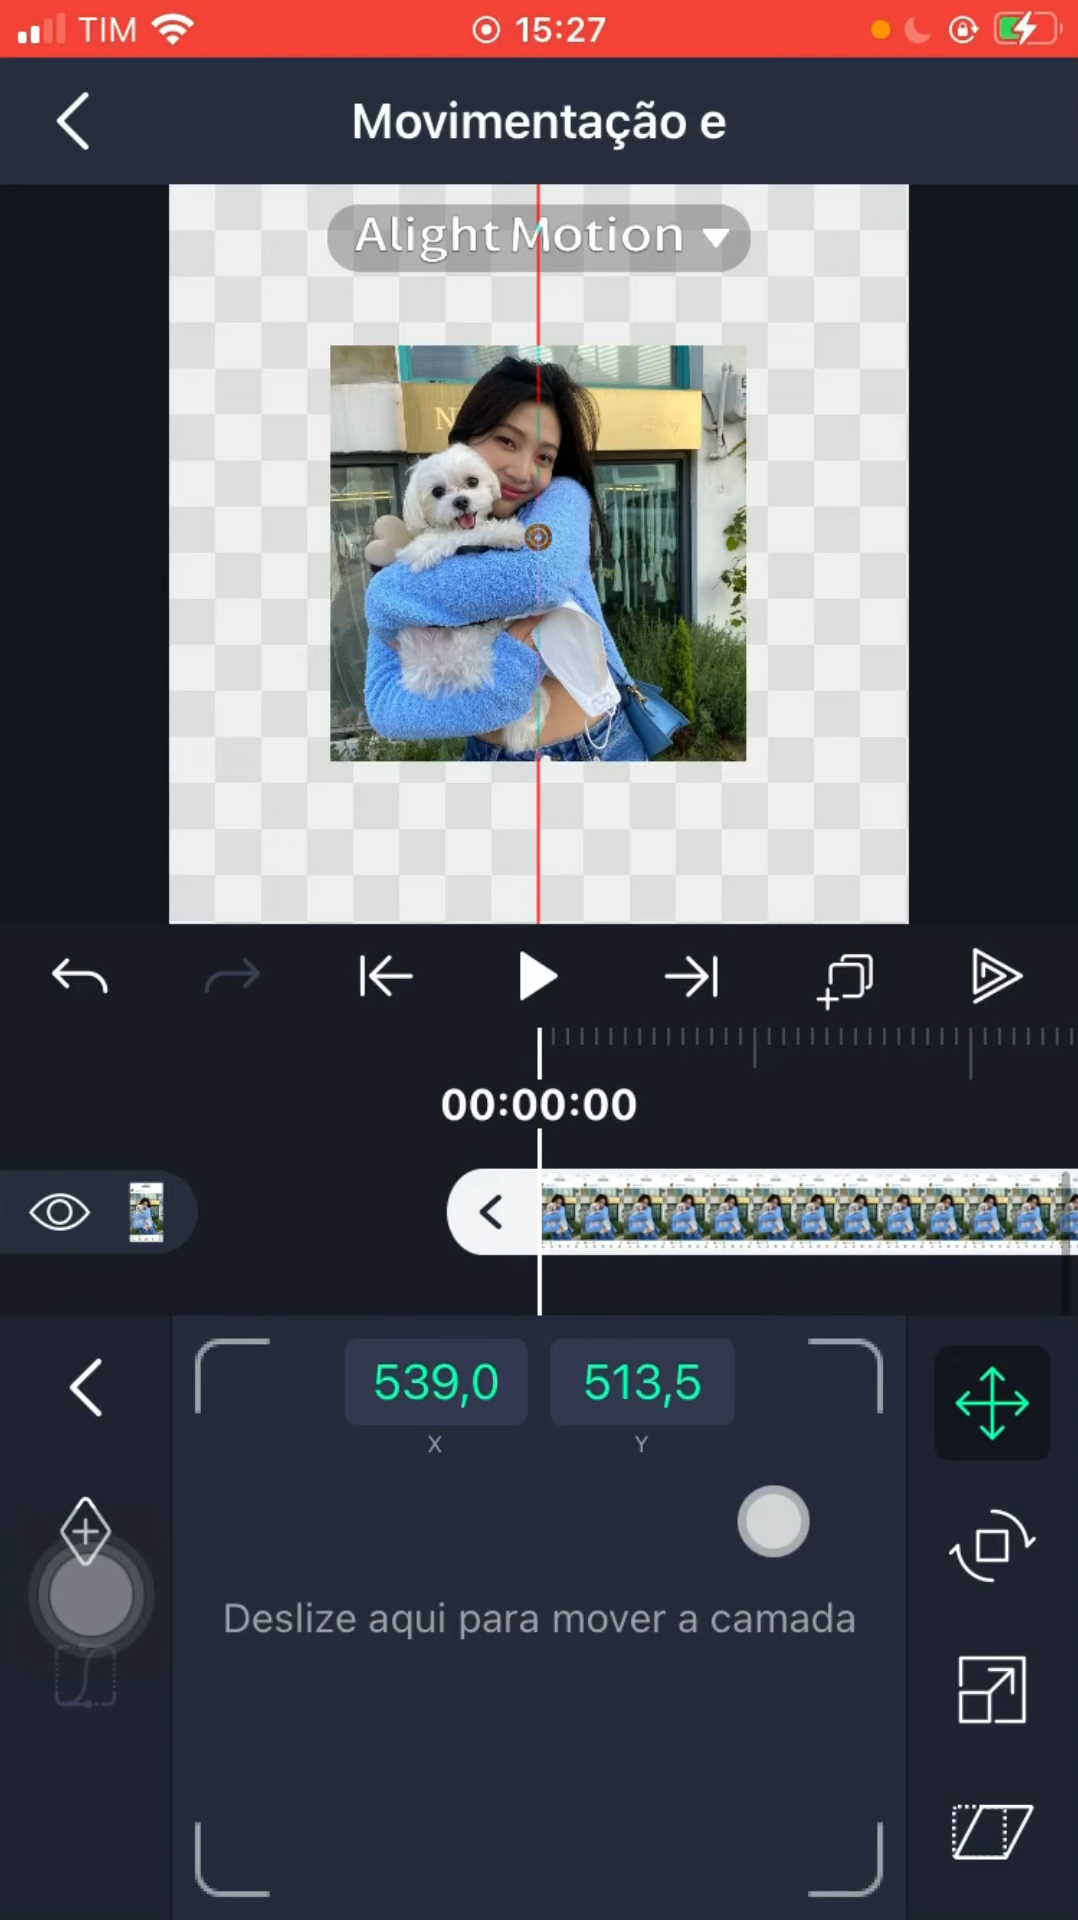 TIM 15:27
Movimentação e
Alight Motion
00:00:00
539,0 513,5
X Y
Deslize aqui para mover a camada